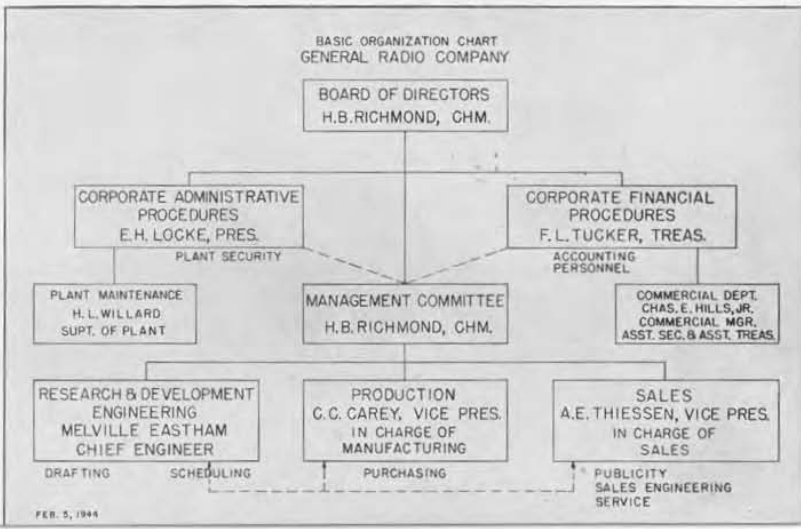 BASIC ORGANIZATION CHART
GENERAL RADIO COMPANY
BOARD OF DIRECTORS
H.B. RICHMOND, CHM.
CORPORATE ADMINISTRATIVE
PROCEDURES
E.H. LOCKE, PRES.
CORPORATE FINANCIAL
PROCEDURES
F.L. TUCKER, TREAS.
PLANT SECURITY
ACCOUNTING
PERSONNEL
PLANT MAINTENANCE
H.L. WILLARD
SUPT. OF PLANT
MANAGEMENT COMMITTEE
H.B. RICHMOND, CHM.
COMMERCIAL DEPT.
CHAS. E. HILLS, JR.
COMMERCIAL MGR.
ASST. SEC. & ASST. TREAS.
RESEARCH & DEVELOPMENT
ENGINEERING
MELVILLE EASTHAM
CHIEF ENGINEER
PRODUCTION
C.C. CAREY, VICE PRES.
IN CHARGE OF
MANUFACTURING
SALES
A.E. THIESSEN, VICE PRES.
IN CHARGE OF
SALES
DRAFTING
SCHEDULING
PURCHASING
PUBLICITY
SALES ENGINEERING
SERVICE
FEB. 5, 1944